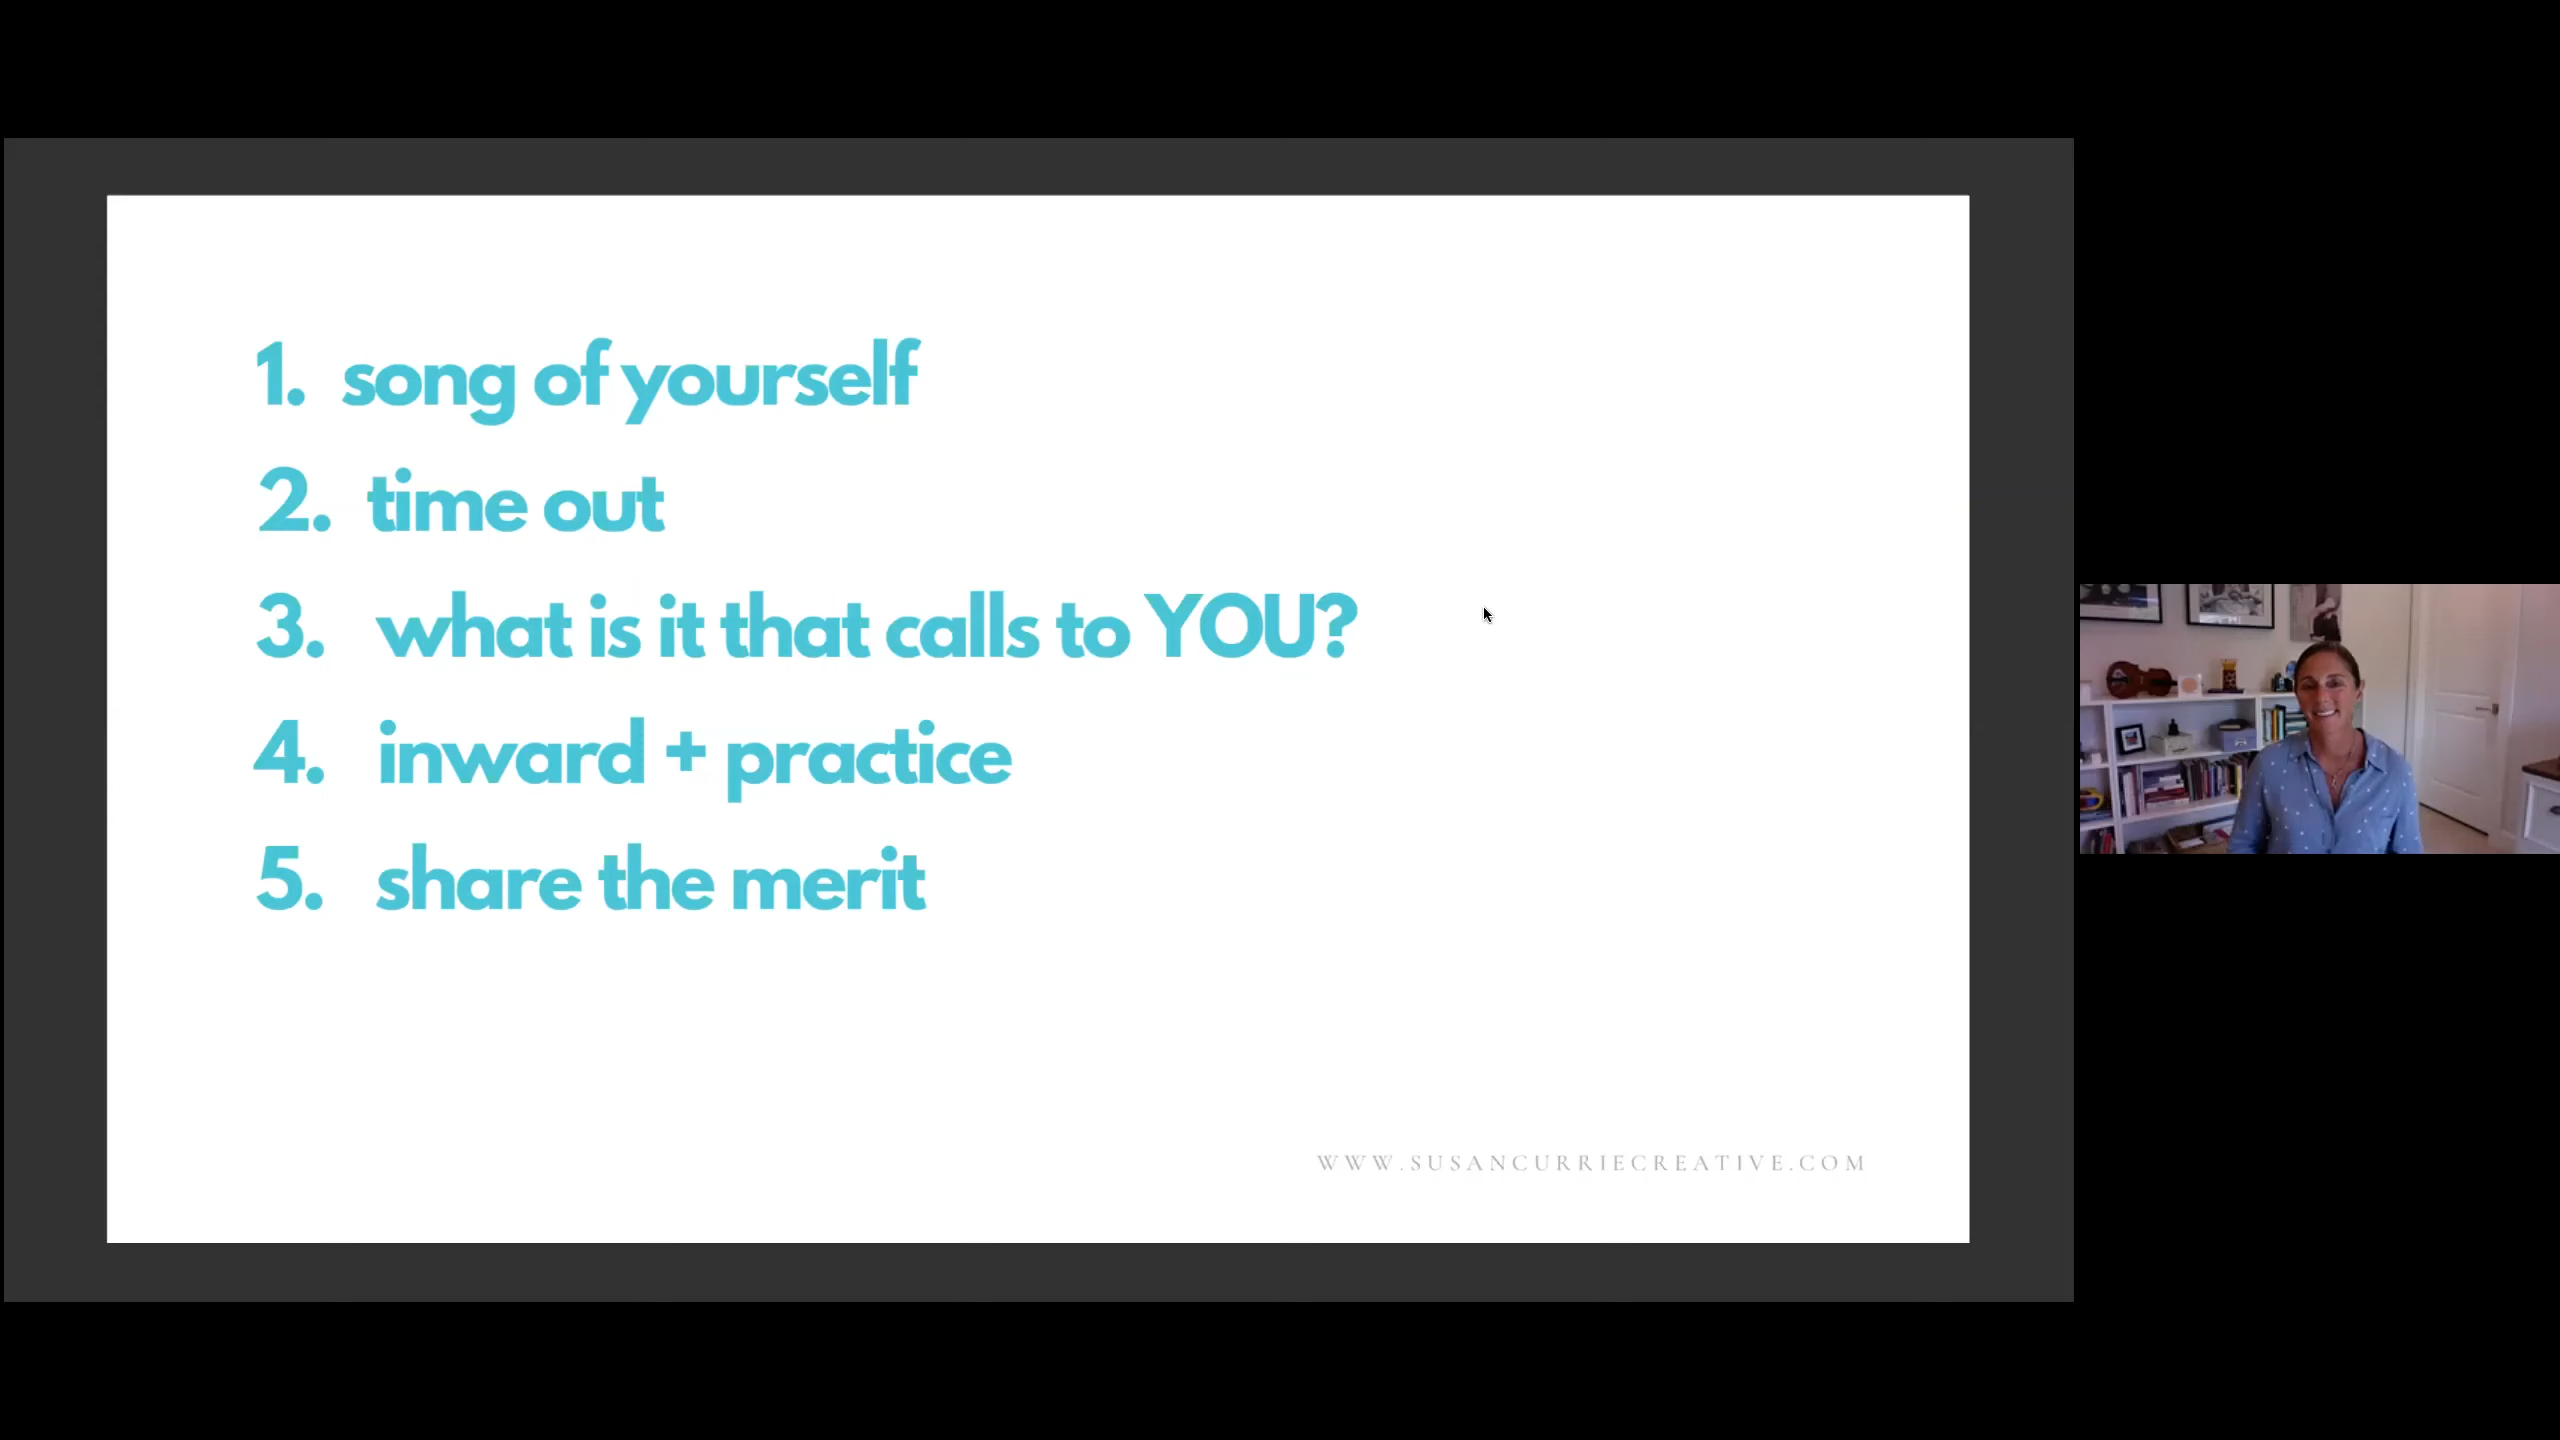 1. song of yourself
2. time out
3. what is it that calls to YOU?
4. inward + practice
5. share the merit
WWW.SUSANCURRIECREATIVE.COM